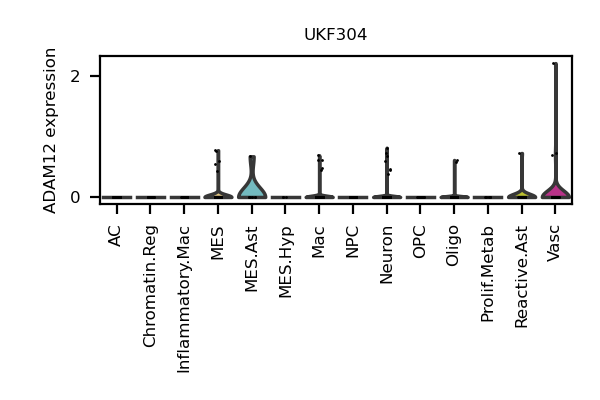 UKF304
ADAM12 expression
2
0
AC
Chromatin.Reg
Inflammatory.Mac
MES
MES.Ast
MES.Hyp
Mac
NPC
Neuron
OPC
Oligo
Prolif.Metab
Reactive.Ast
Vasc